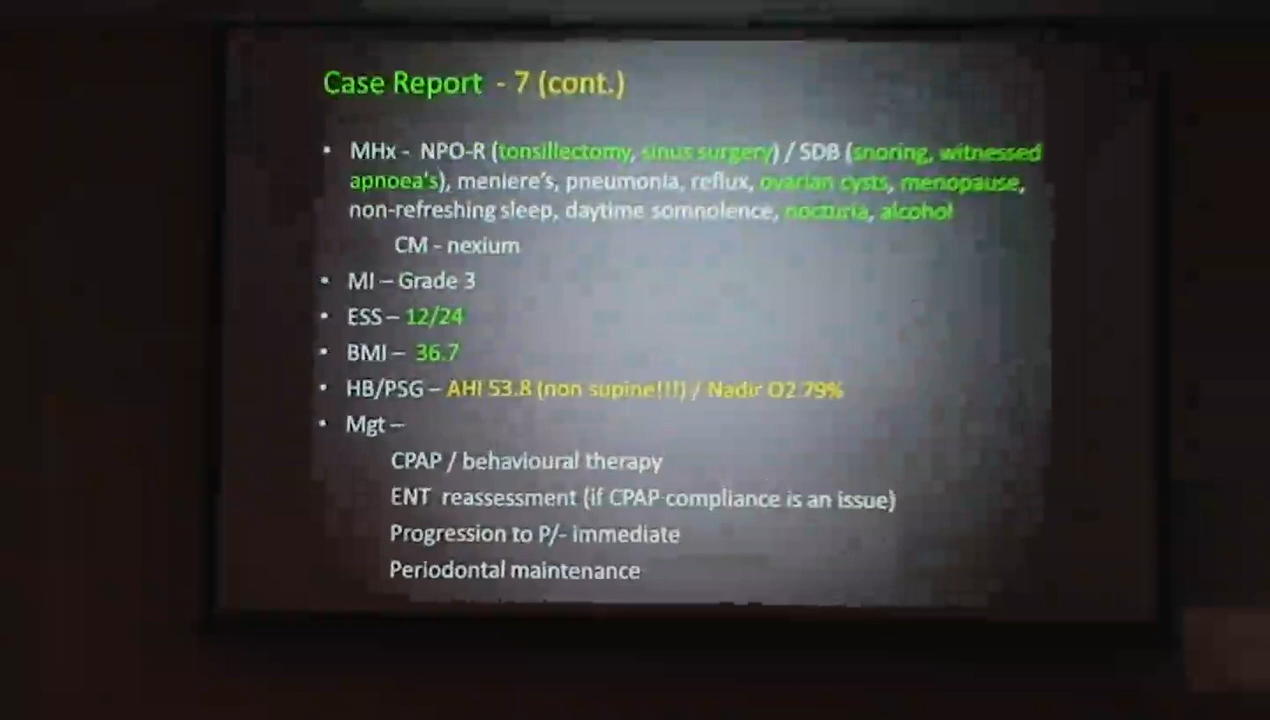 Case Report - 7 (cont.)
• MHx - NPO-R (tonsillectomy, sinus surgery) / SDB (snoring, witnessed
apnoea's), meniere's, pneumonia, reflux, ovarian cysts, menopause,
non-refreshing sleep, daytime somnolence, nocturia, alcohol
CM - nexium
• MI – Grade 3
• ESS – 12/24
• BMI – 36.7
• HB/PSG – AHI 53.8 (non supine!!!) / Nadir O2 79%
• Mgt –
CPAP / behavioural therapy
ENT reassessment (if CPAP compliance is an issue)
Progression to P/- immediate
Periodontal maintenance